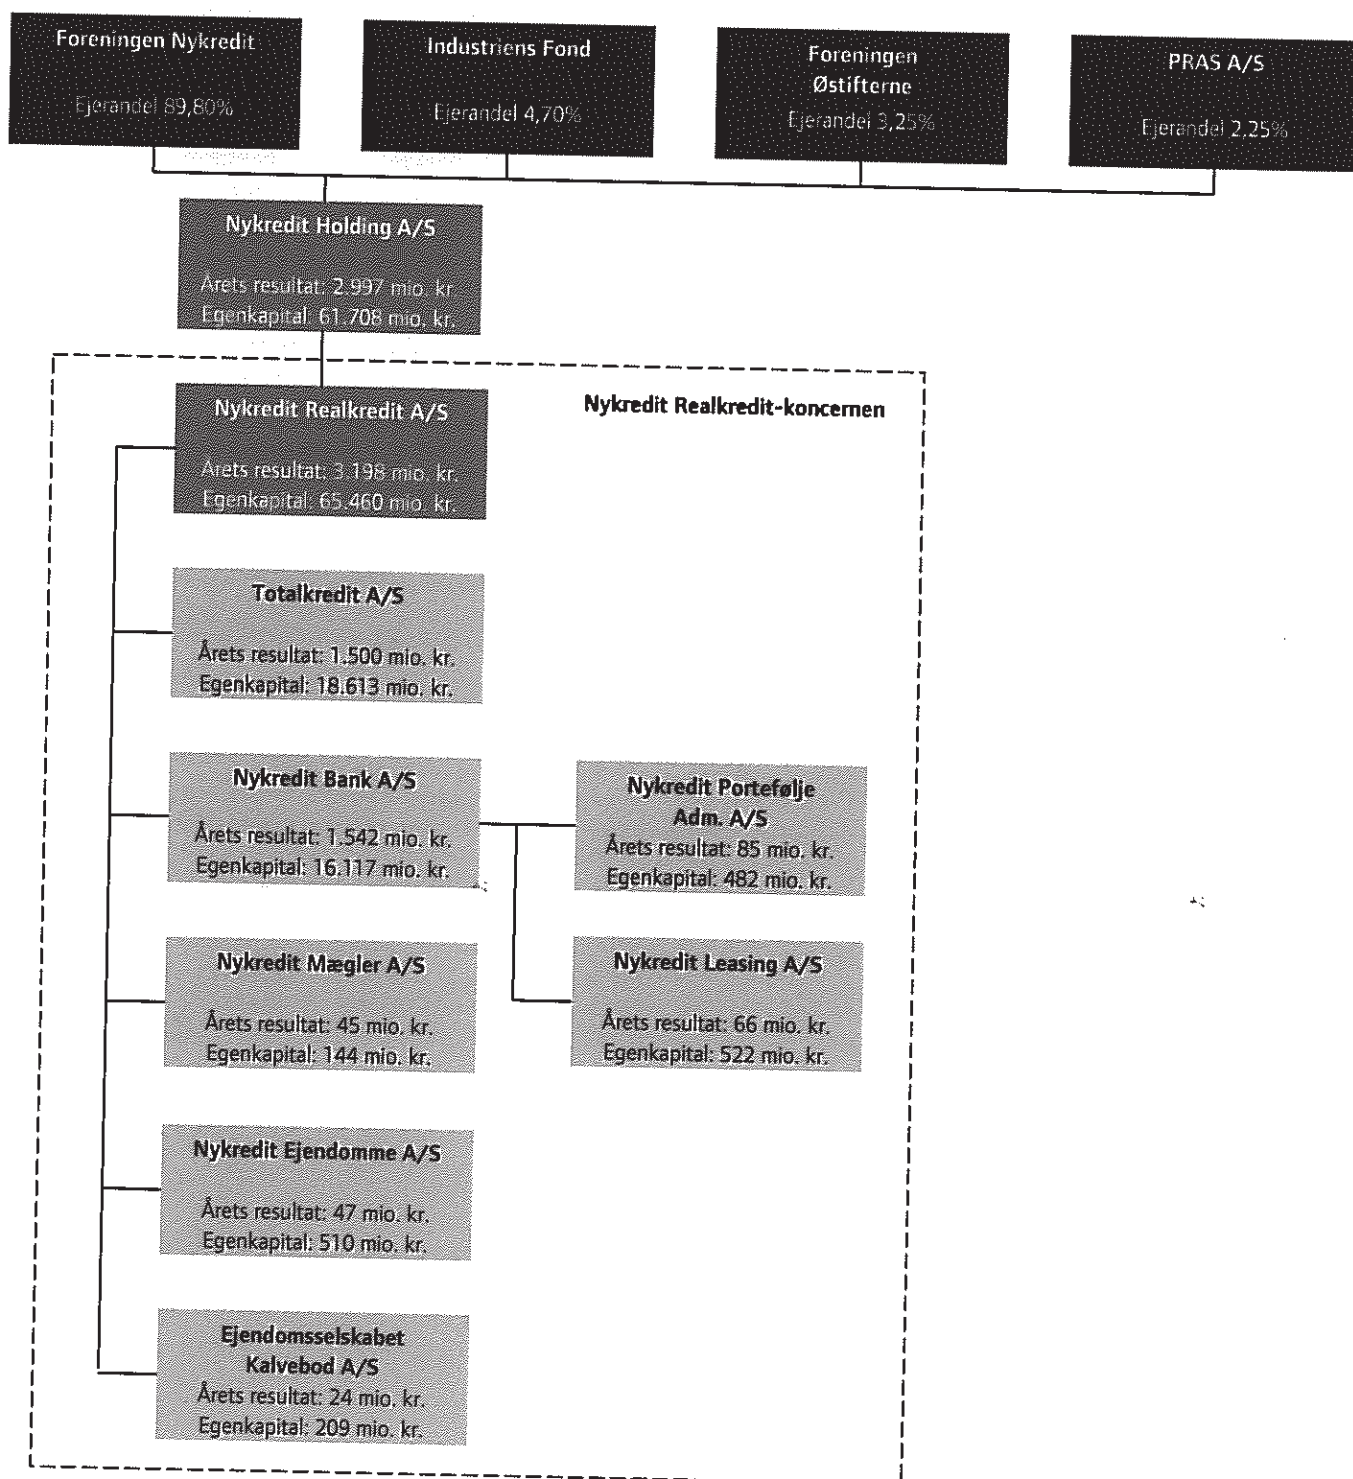 Foreningen Nykredit
Ejerandel 89,80%
Industriens Fond
Ejerandel 4,70%
Foreningen
Østifterne
Ejerandel 3,25%
PRAS A/S
Ejerandel 2,25%
Nykredit Holding A/S
Årets resultat: 2.997 mio. kr.
Egenkapital: 61.708 mio. kr.
Nykredit Realkredit-koncernen
Nykredit Realkredit A/S
Årets resultat: 3.198 mio. kr.
Egenkapital: 65.460 mio. kr.
Totalkredit A/S
Årets resultat: 1.500 mio. kr.
Egenkapital: 18.613 mio. kr.
Nykredit Bank A/S
Årets resultat: 1.542 mio. kr.
Egenkapital: 16.117 mio. kr.
Nykredit Portefølje
Adm. A/S
Årets resultat: 85 mio. kr.
Egenkapital: 482 mio. kr.
Nykredit Mægler A/S
Årets resultat: 45 mio. kr.
Egenkapital: 144 mio. kr.
Nykredit Leasing A/S
Årets resultat: 66 mio. kr.
Egenkapital: 522 mio. kr.
Nykredit Ejendomme A/S
Årets resultat: 47 mio. kr.
Egenkapital: 510 mio. kr.
Ejendomsselskabet
Kalvebod A/S
Årets resultat: 24 mio. kr.
Egenkapital: 209 mio. kr.